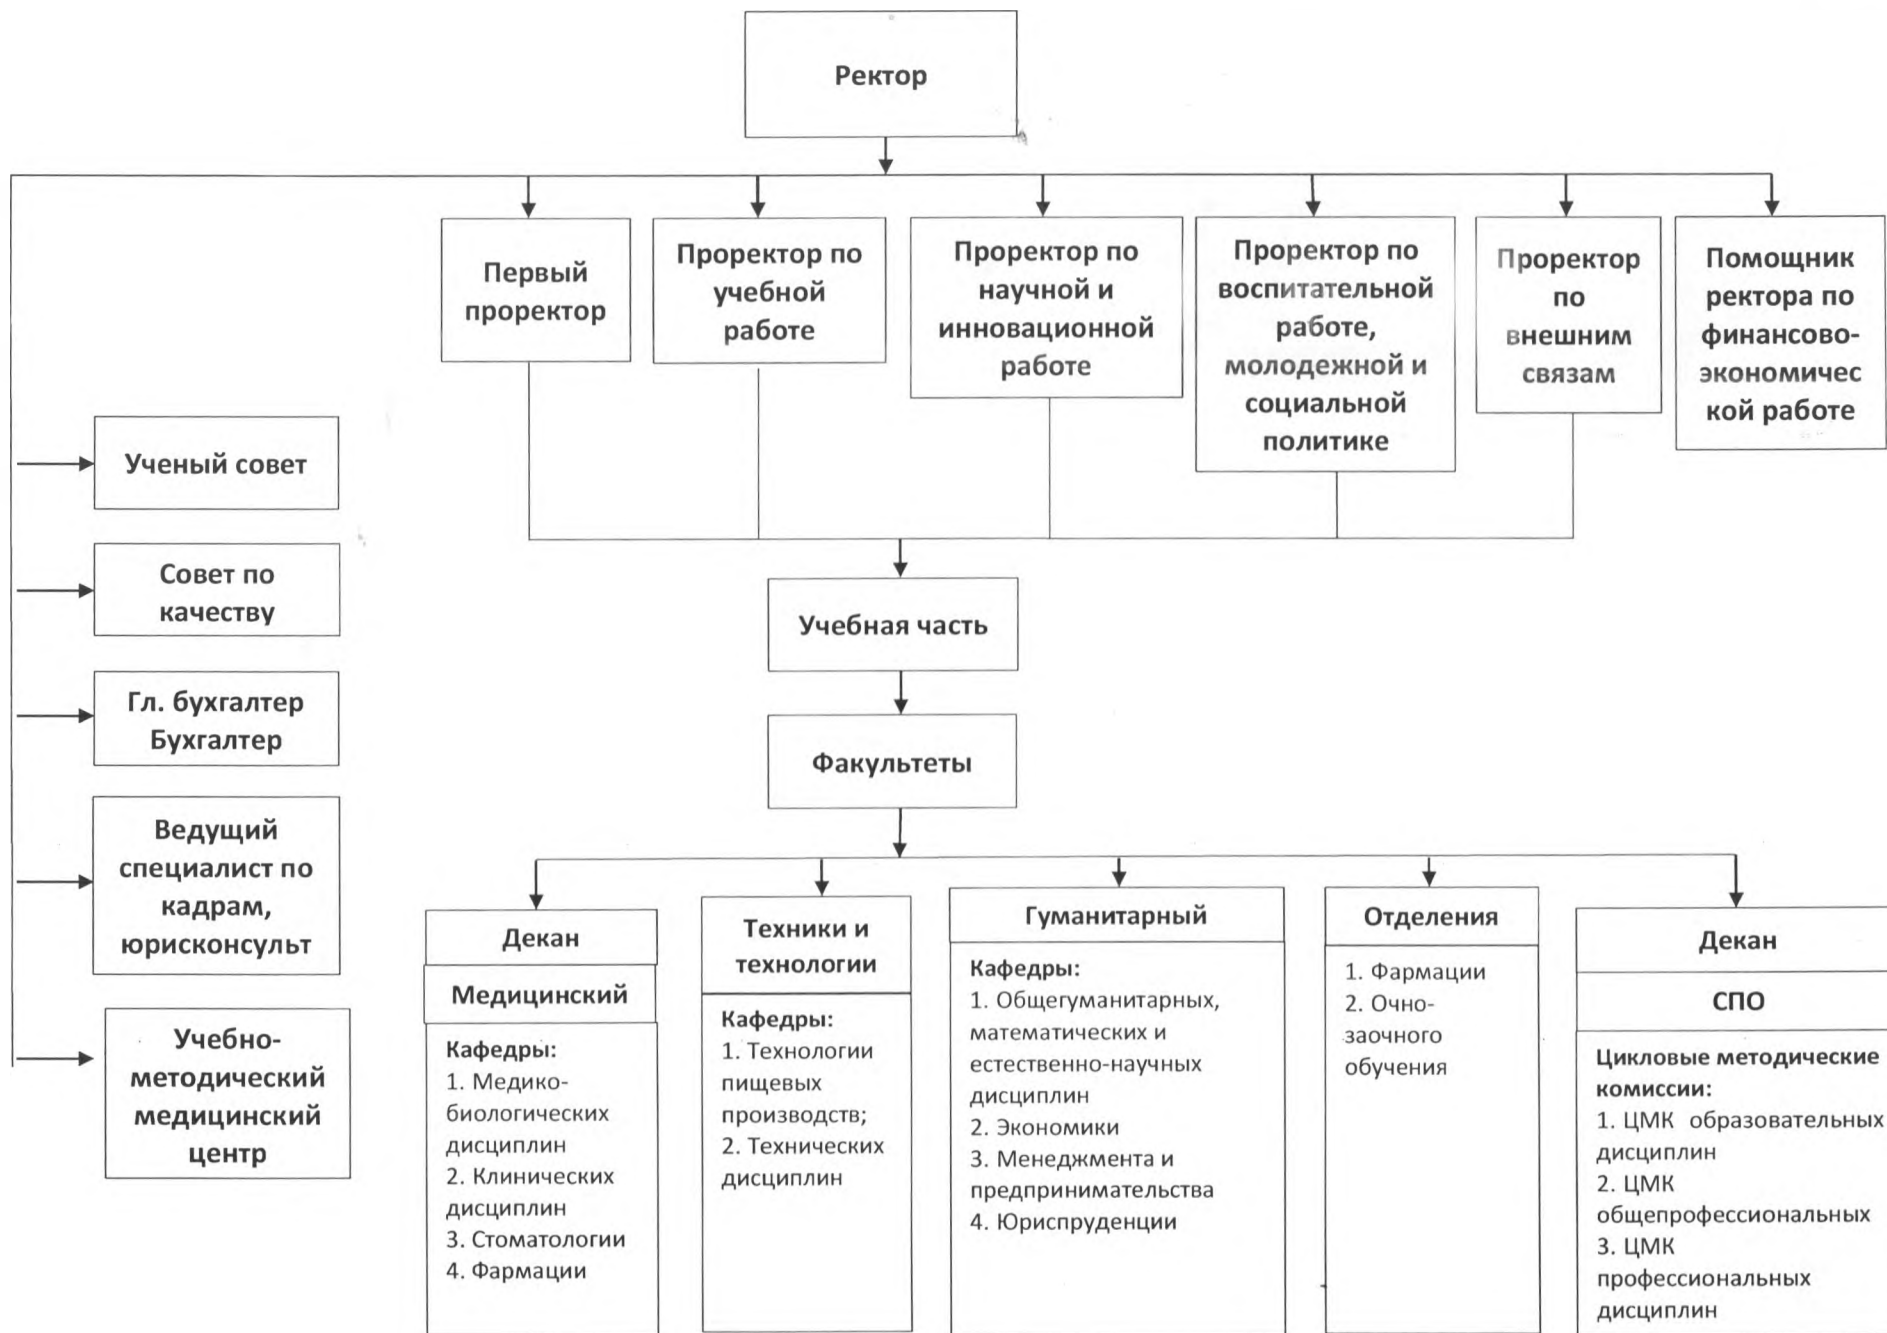 Ректор
Первый
проректор
Проректор по
учебной
работе
Проректор по
научной и
инновационной
работе
Проректор по
воспитательной
работе,
молодежной и
социальной
политике
Проректор
по
внешним
связам
Помощник
ректора по
финансово-
экономичес
кой работе
Ученый совет
Совет по
качеству
Гл. бухгалтер
Бухгалтер
Ведущий
специалист по
кадрам,
юрисконсульт
Учебно-
методический
медицинский
центр
Учебная часть
Факультеты
Декан
Медицинский
Кафедры:
1. Медико-
биологических
дисциплин
2. Клинических
дисциплин
3. Стоматологии
4. Фармации
Техники и
технологии
Кафедры:
1. Технологии
пищевых
производств;
2. Технических
дисциплин
Гуманитарный
Кафедры:
1. Общегуманитарных,
математических и
естественно-научных
дисциплин
2. Экономики
3. Менеджмента и
предпринимательства
4. Юриспруденции
Отделения
1. Фармации
2. Очно-
заочного
обучения
Декан
СПО
Цикловые методические
комиссии:
1. ЦМК образовательных
дисциплин
2. ЦМК
общепрофессиональных
3. ЦМК
профессиональных
дисциплин